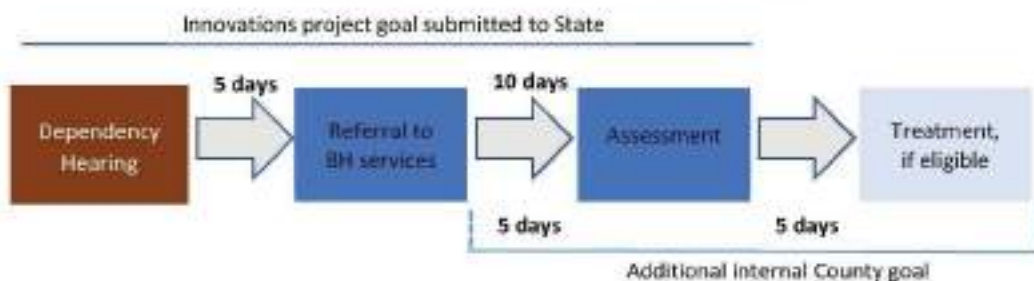 Innovations project goal submitted to State
5 days
10 days
Dependency
Hearing
Referral to
BH services
Assessment
Treatment,
if eligible
5 days
5 days
Additional internal County goal